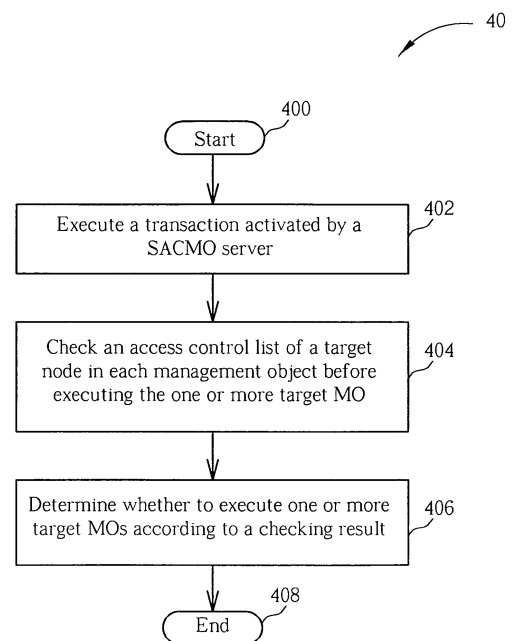 40
400
Start
402
Execute a transaction activated by a
SACMO server
404
Check an access control list of a target
node in each management object before
executing the one or more target MO
Determine whether to execute one or more
target MOs according to a checking result
406
408
End